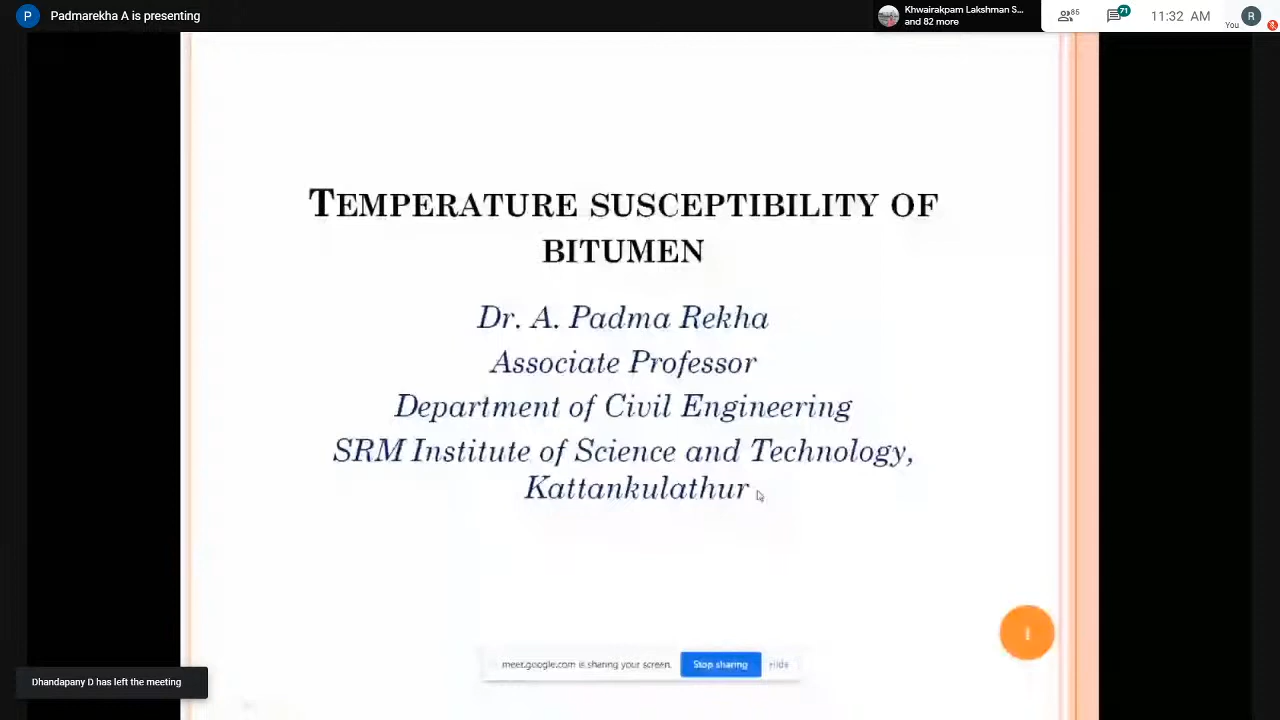 P Padmarekha A is presenting
Khwairakpam Lakshman S...
and 82 more
85
71
11:32 AM
You
R
TEMPERATURE SUSCEPTIBILITY OF
BITUMEN
Dr. A. Padma Rekha
Associate Professor
Department of Civil Engineering
SRM Institute of Science and Technology,
Kattankulathur
1
meet.google.com is sharing your screen. Stop sharing Hide
Dhandapany D has left the meeting